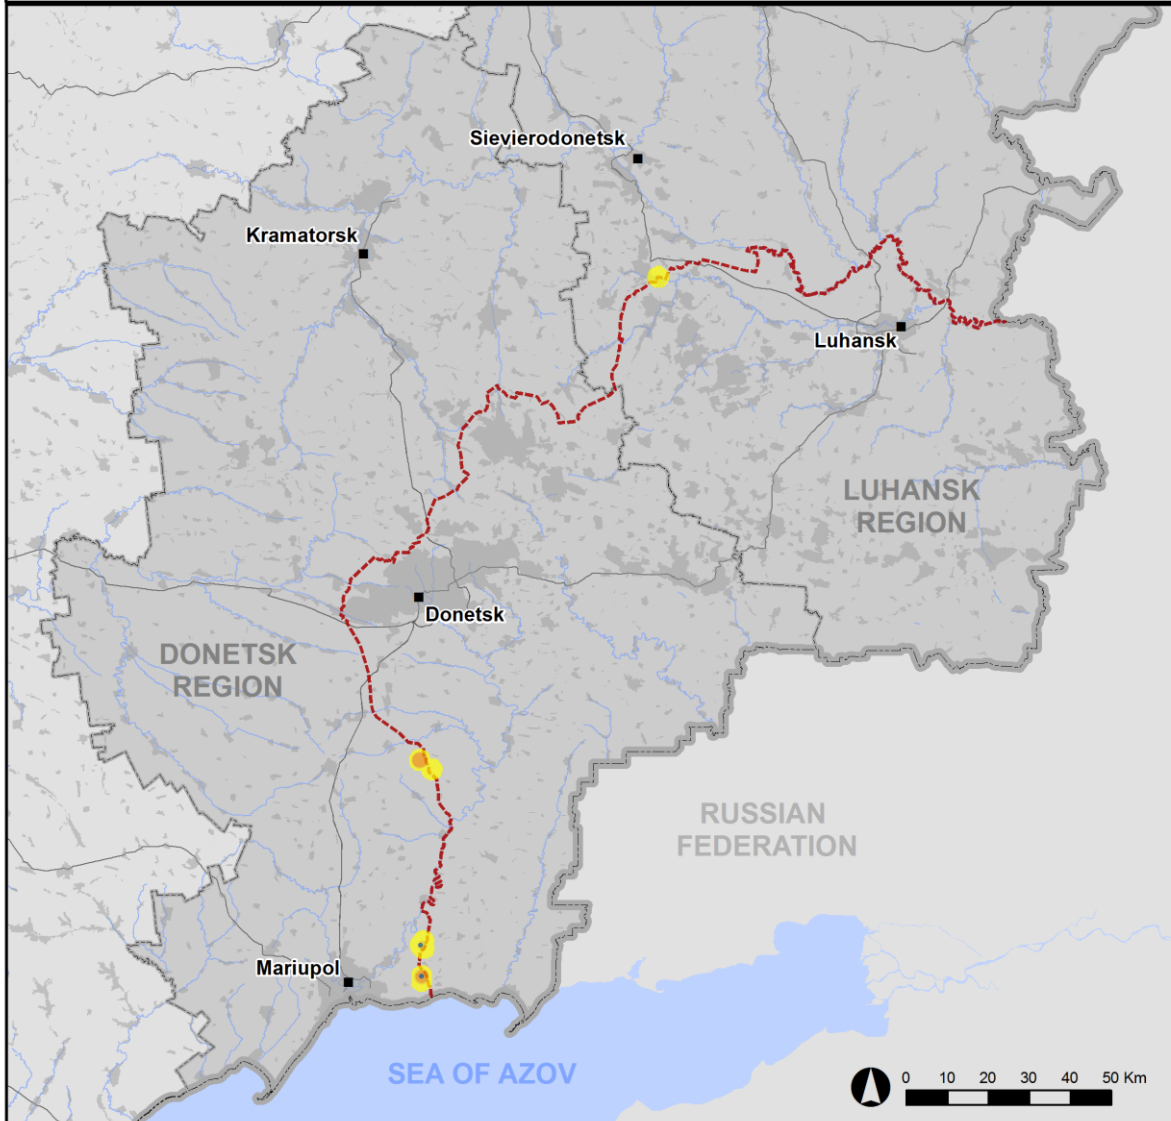 Sievierodonetsk
Kramatorsk
Luhansk
LUHANSK
REGION
Donetsk
DONETSK
REGION
RUSSIAN
FEDERATION
Mariupol
SEA OF AZOV
0 10 20 30 40 50 Km